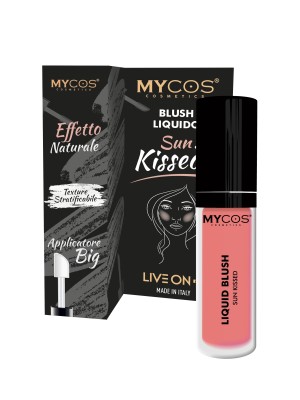 MYCOS
COSMETICS
Effetto
Naturale
Texture
Stratificabile
Applicatore
Big
MYCOS®
COSMETICS
BLUSH
LIQUIDO
Sun
Kissed
LIVE ON
MADE IN ITALY
MYCOS®
COSMETICS
LIQUID BLUSH
SUN KISSED